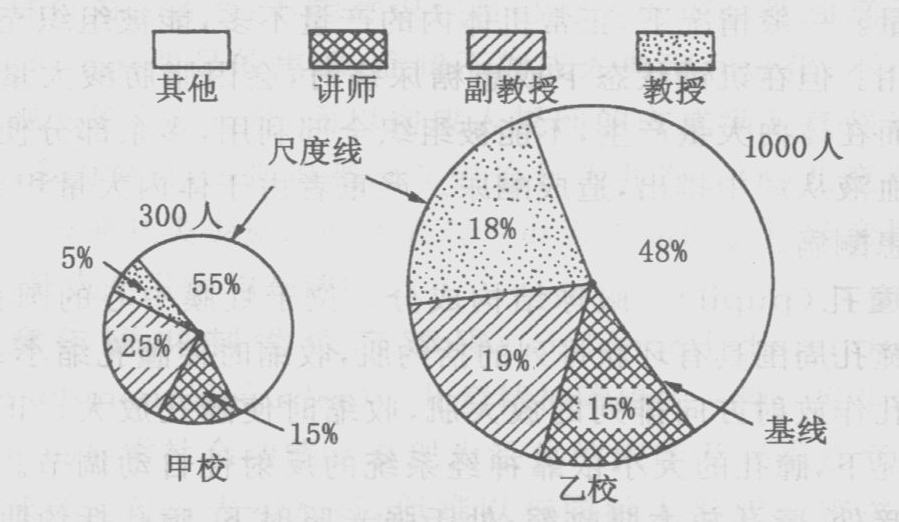 其他
讲师
副教授
教授
尺度线
1000人
300人
5%
55%
18%
48%
25%
19%
15%
15%
基线
甲校
乙校